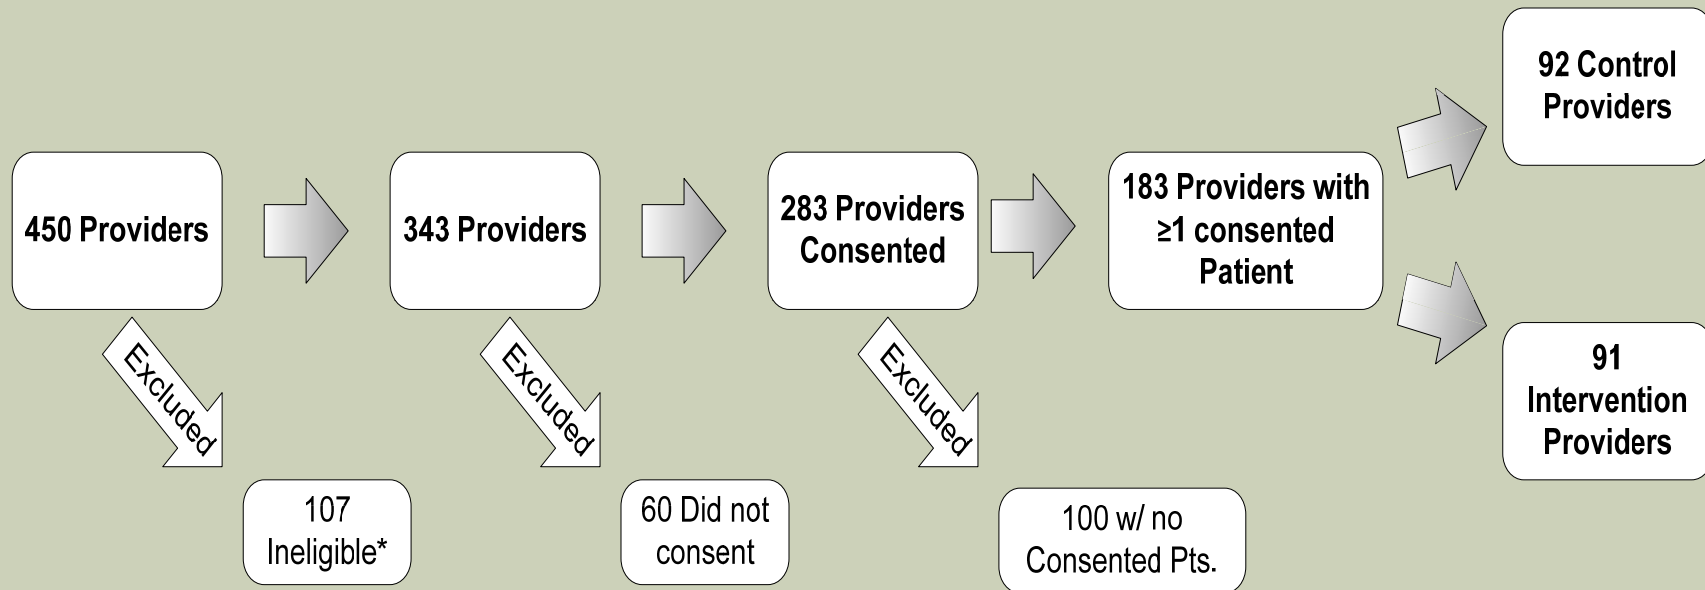 450 Providers
Excluded
107
Ineligible*
343 Providers
Excluded
60 Did not
consent
283 Providers
Consented
Excluded
100 w/ no
Consented Pts.
183 Providers with
≥1 consented
Patient
92 Control
Providers
91
Intervention
Providers